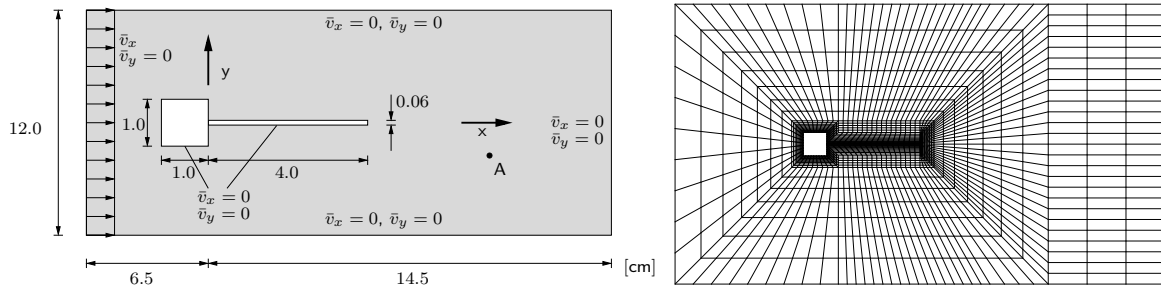 v̄ₓ = 0, v̄ᵧ = 0
v̄ₓ
v̄ᵧ = 0
y
0.06
12.0
1.0
x
v̄ₓ = 0
v̄ᵧ = 0
A
1.0
4.0
v̄ₓ = 0
v̄ᵧ = 0
v̄ₓ = 0, v̄ᵧ = 0
6.5
14.5
[cm]